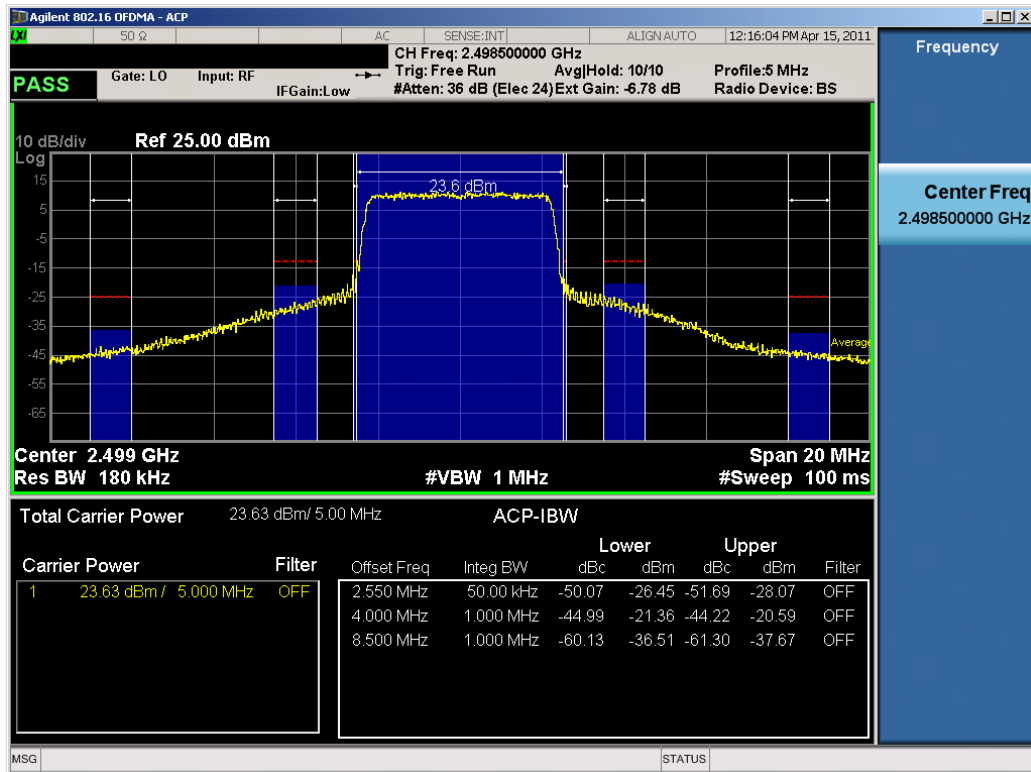 Agilent 802.16 OFDMA - ACP
LXI 50 Ω AC SENSE:INT ALIGN AUTO 12:16:04 PM Apr 15, 2011
CH Freq: 2.498500000 GHz
Trig: Free Run Avg|Hold: 10/10 Profile:5 MHz
PASS Gate: LO Input: RF IFGain:Low #Atten: 36 dB (Elec 24) Ext Gain: -6.78 dB Radio Device: BS
Frequency
Center Freq
2.498500000 GHz
10 dB/div Ref 25.00 dBm
Log
15
5
-5
-15
-25
-35
-45
-55
-65
23.6 dBm
Average
Center 2.499 GHz Span 20 MHz
Res BW 180 kHz #VBW 1 MHz #Sweep 100 ms
Total Carrier Power 23.63 dBm/ 5.00 MHz ACP-IBW
Lower Upper
Carrier Power Filter Offset Freq Integ BW dBc dBm dBc dBm Filter
1 23.63 dBm / 5.000 MHz OFF 2.550 MHz 50.00 kHz -50.07 -26.45 -51.69 -28.07 OFF
4.000 MHz 1.000 MHz -44.99 -21.36 -44.22 -20.59 OFF
8.500 MHz 1.000 MHz -60.13 -36.51 -61.30 -37.67 OFF
MSG STATUS